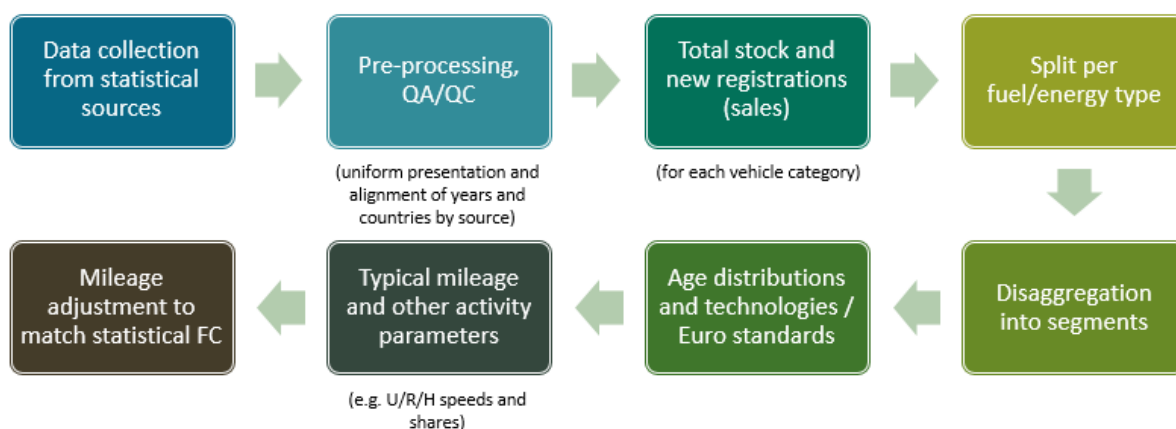 Data collection
from statistical
sources
Pre-processing,
QA/QC
(uniform presentation and
alignment of years and
countries by source)
Total stock and
new registrations
(sales)
(for each vehicle category)
Split per
fuel/energy type
Disaggregation
into segments
Age distributions
and technologies /
Euro standards
Typical mileage
and other activity
parameters
(e.g. U/R/H speeds and
shares)
Mileage
adjustment to
match statistical FC